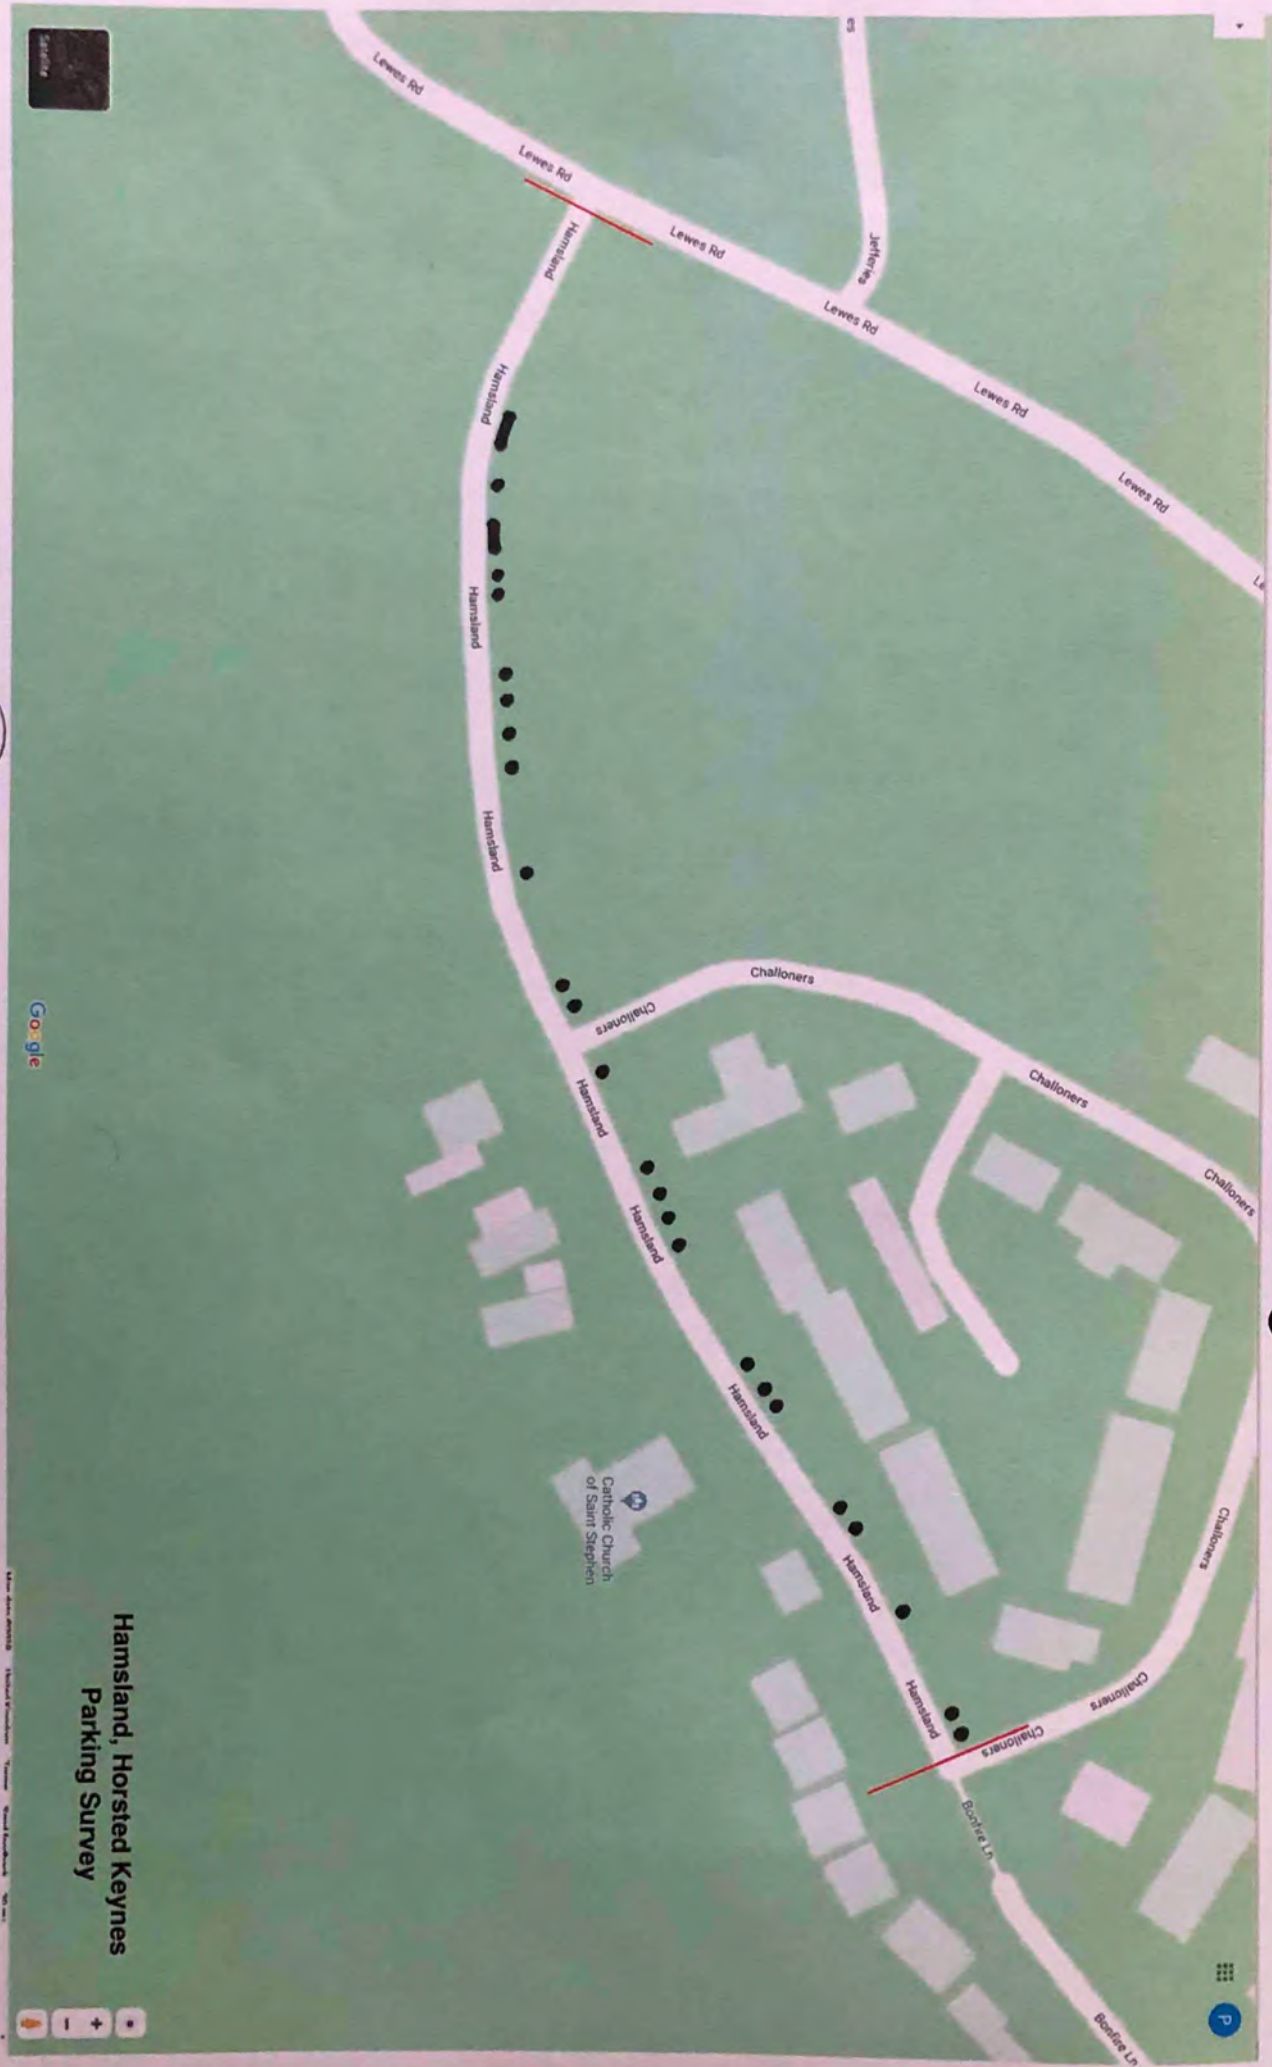 Hamsland, Horsted Keynes
Parking Survey
Lewes Rd
Lewes Rd
Lewes Rd
Lewes Rd
Lewes Rd
Lewes Rd
Le
es
Jefferies
Hamsland
Hamsland
Hamsland
Hamsland
Hamsland
Hamsland
Hamsland
Hamsland
Hamsland
Challoners
Challoners
Challoners
Challoners
Challoners
Challoners
Challoners
Catholic Church
of Saint Stephen
Bonfire Ln
Bonfire Ln
Satellite
Google
P
+
−